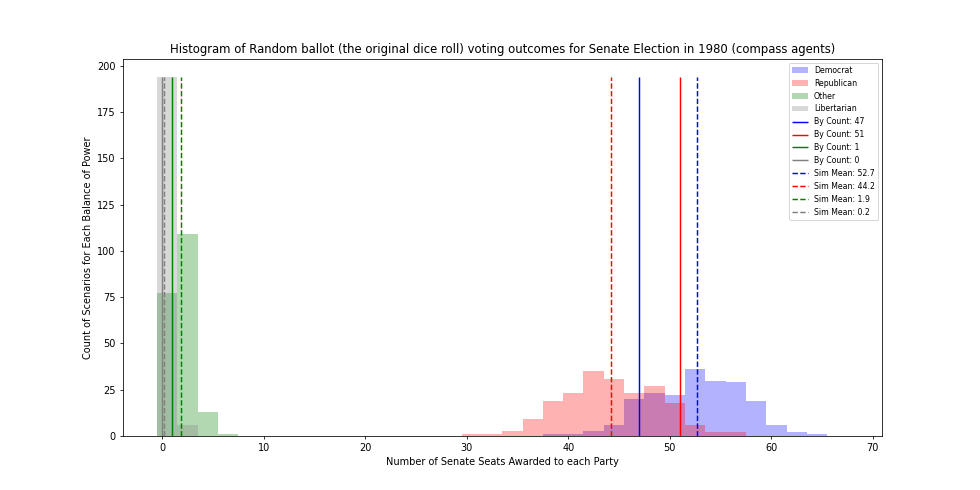 Histogram of Random ballot (the original dice roll) voting outcomes for Senate Election in 1980 (compass agents)
Democrat
Republican
Other
Libertarian
By Count: 47
By Count: 51
By Count: 1
By Count: 0
Sim Mean: 52.7
Sim Mean: 44.2
Sim Mean: 1.9
Sim Mean: 0.2
Count of Scenarios for Each Balance of Power
200
175
150
125
100
75
50
25
0
0 10 20 30 40 50 60 70
Number of Senate Seats Awarded to each Party